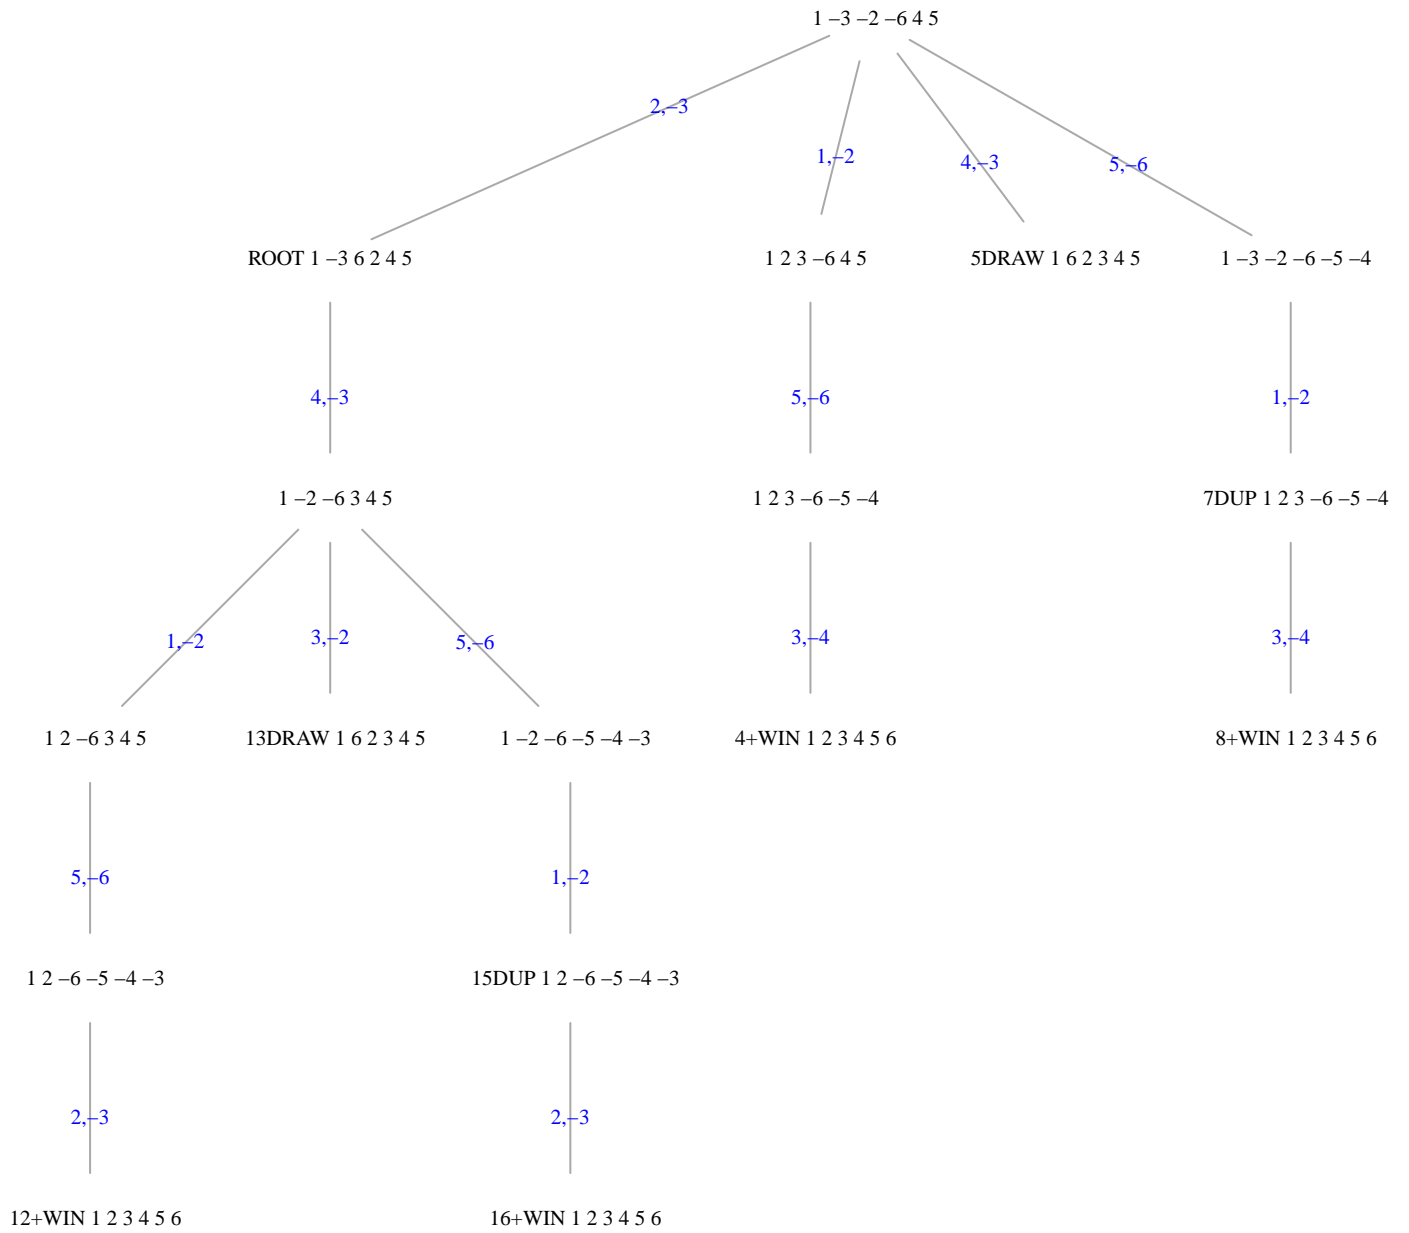 1 –3 –2 –6 4 5
2,–3
1,–2
4,–3
5,–6
ROOT 1 –3 6 2 4 5
1 2 3 –6 4 5
5DRAW 1 6 2 3 4 5
1 –3 –2 –6 –5 –4
4,–3
5,–6
1,–2
1 –2 –6 3 4 5
1 2 3 –6 –5 –4
7DUP 1 2 3 –6 –5 –4
1,–2
3,–2
5,–6
3,–4
3,–4
1 2 –6 3 4 5
13DRAW 1 6 2 3 4 5
1 –2 –6 –5 –4 –3
4+WIN 1 2 3 4 5 6
8+WIN 1 2 3 4 5 6
5,–6
1,–2
1 2 –6 –5 –4 –3
15DUP 1 2 –6 –5 –4 –3
2,–3
2,–3
12+WIN 1 2 3 4 5 6
16+WIN 1 2 3 4 5 6